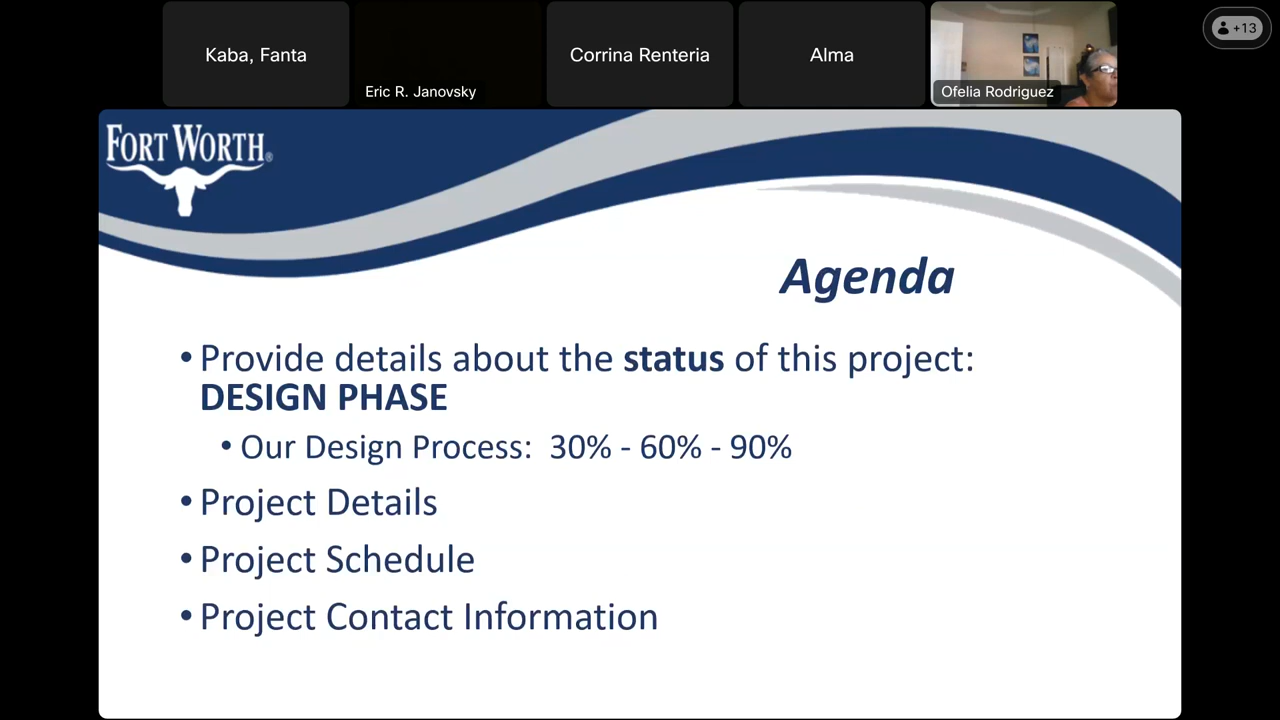 Kaba, Fanta
Eric R. Janovsky
Corrina Renteria
Alma
Ofelia Rodriguez
+13
FORT WORTH®
Agenda
• Provide details about the status of this project:
DESIGN PHASE
• Our Design Process: 30% - 60% - 90%
• Project Details
• Project Schedule
• Project Contact Information